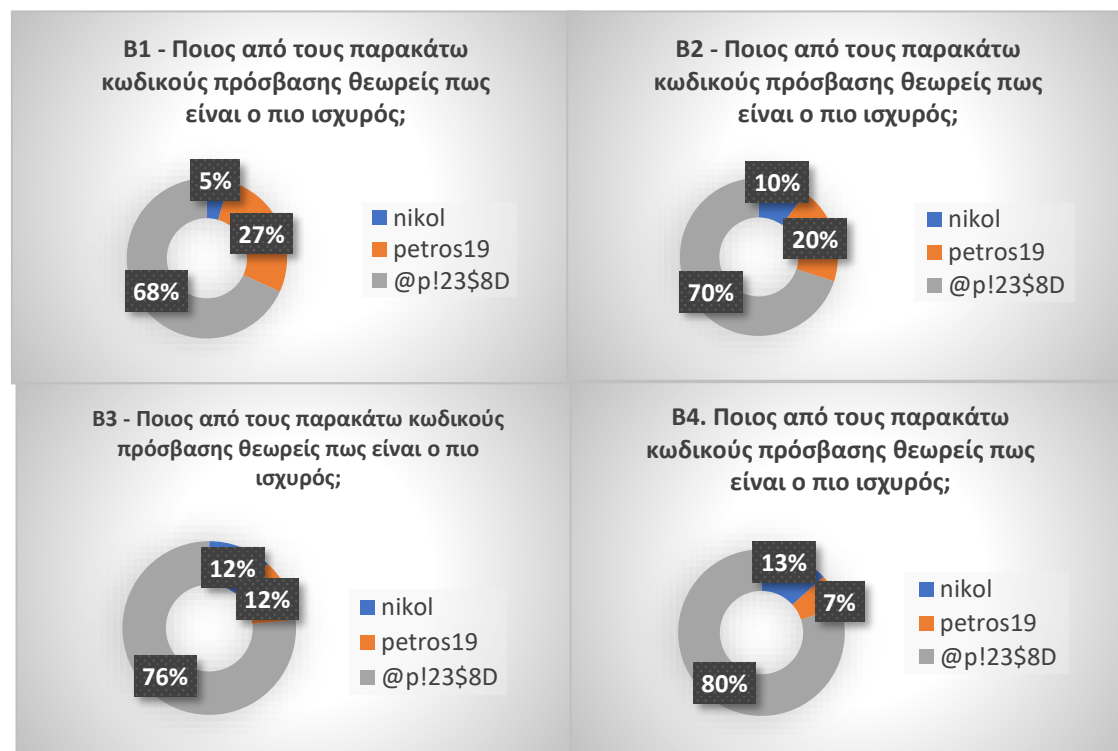 B1 - Ποιος από τους παρακάτω
κωδικούς πρόσβασης θεωρείς πως
είναι ο πιο ισχυρός;
5%
27%
68%
nikol
petros19
@p!23$8D
B2 - Ποιος από τους παρακάτω
κωδικούς πρόσβασης θεωρείς πως
είναι ο πιο ισχυρός;
10%
20%
70%
nikol
petros19
@p!23$8D
B3 - Ποιος από τους παρακάτω κωδικούς
πρόσβασης θεωρείς πως είναι ο πιο
ισχυρός;
12%
12%
76%
nikol
petros19
@p!23$8D
B4. Ποιος από τους παρακάτω
κωδικούς πρόσβασης θεωρείς πως
είναι ο πιο ισχυρός;
13%
7%
80%
nikol
petros19
@p!23$8D